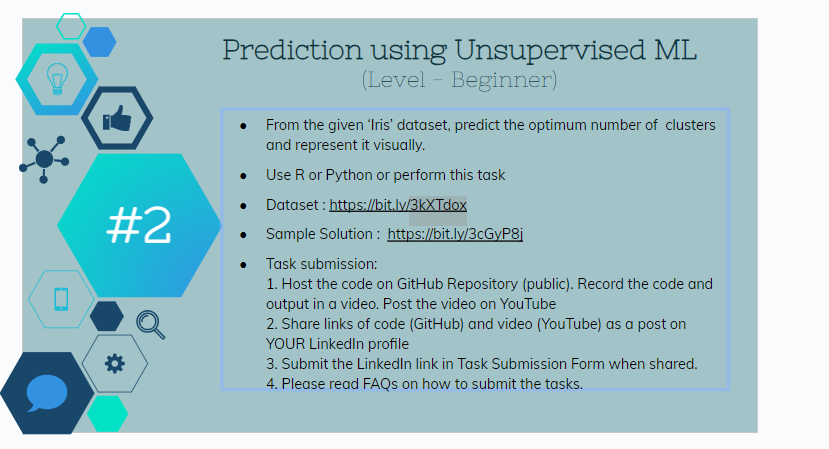 Prediction using Unsupervised ML
(Level – Beginner)
#2
● From the given ‘Iris’ dataset, predict the optimum number of clusters
and represent it visually.
● Use R or Python or perform this task
● Dataset : https://bit.ly/3kXTdox
● Sample Solution : https://bit.ly/3cGyP8j
● Task submission:
1. Host the code on GitHub Repository (public). Record the code and
output in a video. Post the video on YouTube
2. Share links of code (GitHub) and video (YouTube) as a post on
YOUR LinkedIn profile
3. Submit the LinkedIn link in Task Submission Form when shared.
4. Please read FAQs on how to submit the tasks.